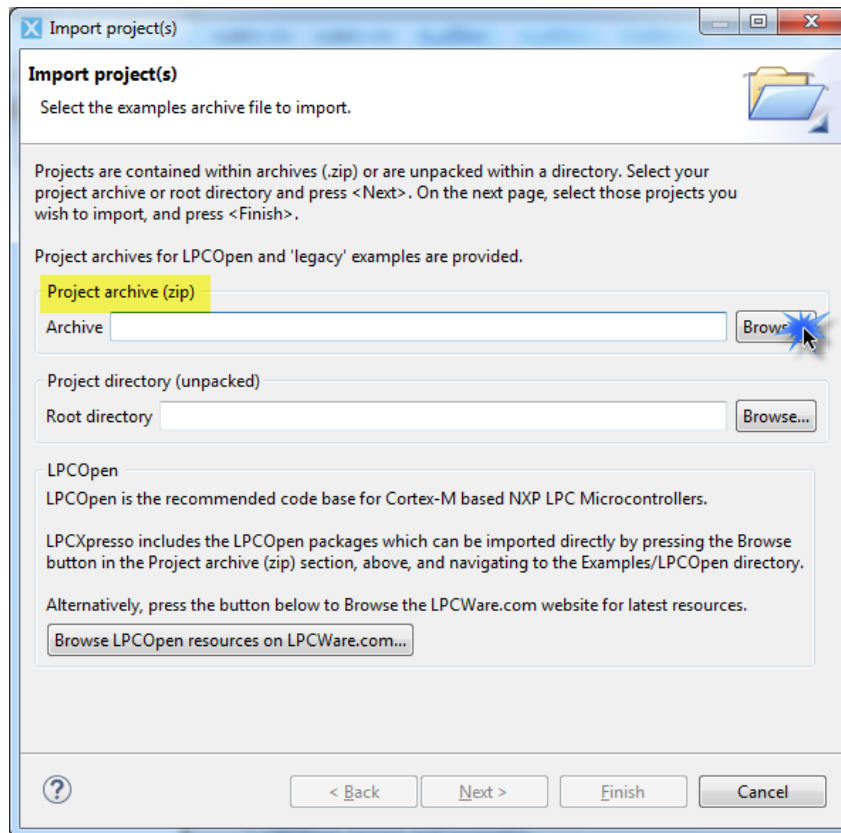 Import project(s)
Import project(s)
Select the examples archive file to import.
Projects are contained within archives (.zip) or are unpacked within a directory. Select your
project archive or root directory and press <Next>. On the next page, select those projects you
wish to import, and press <Finish>.
Project archives for LPCOpen and 'legacy' examples are provided.
Project archive (zip)
Archive
Project directory (unpacked)
Root directory Browse...
LPCOpen
LPCOpen is the recommended code base for Cortex-M based NXP LPC Microcontrollers.
LPCXpresso includes the LPCOpen packages which can be imported directly by pressing the Browse
button in the Project archive (zip) section, above, and navigating to the Examples/LPCOpen directory.
Alternatively, press the button below to Browse the LPCWare.com website for latest resources.
Browse LPCOpen resources on LPCWare.com...
? < Back Next > Finish Cancel